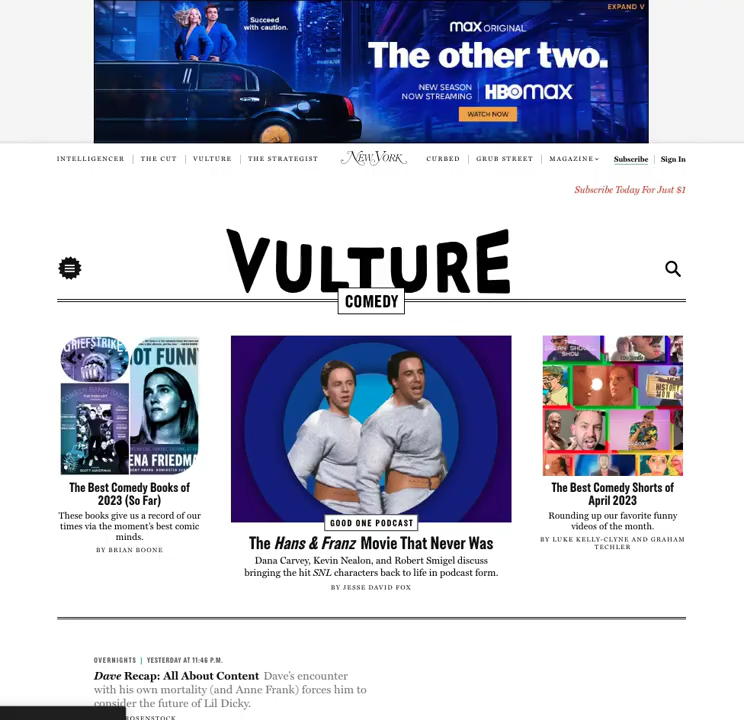 EXPAND V
Succeed
with caution.
max ORIGINAL
The other two.
NEW SEASON
NOW STREAMING
HBOmax
WATCH NOW
INTELLIGENCER | THE CUT | VULTURE | THE STRATEGIST
NEW YORK
CURBED | GRUB STREET | MAGAZINE
Subscribe | Sign In
Subscribe Today For Just $1
VULTURE
COMEDY
GRIEFSTRIKE
OT FUNN
ENA FRIEDMA
The Best Comedy Books of
2023 (So Far)
These books give us a record of our
times via the moment's best comic
minds.
BY BRIAN BOONE
GOOD ONE PODCAST
The Hans & Franz Movie That Never Was
Dana Carvey, Kevin Nealon, and Robert Smigel discuss
bringing the hit SNL characters back to life in podcast form.
BY JESSE DAVID FOX
The Best Comedy Shorts of
April 2023
Rounding up our favorite funny
videos of the month.
BY LUKE KELLY-CLYNE AND GRAHAM
TECHLER
OVERNIGHTS | YESTERDAY AT 11:46 P.M.
Dave Recap: All About Content Dave's encounter
with his own mortality (and Anne Frank) forces him to
consider the future of Lil Dicky.
ROSENSTOCK